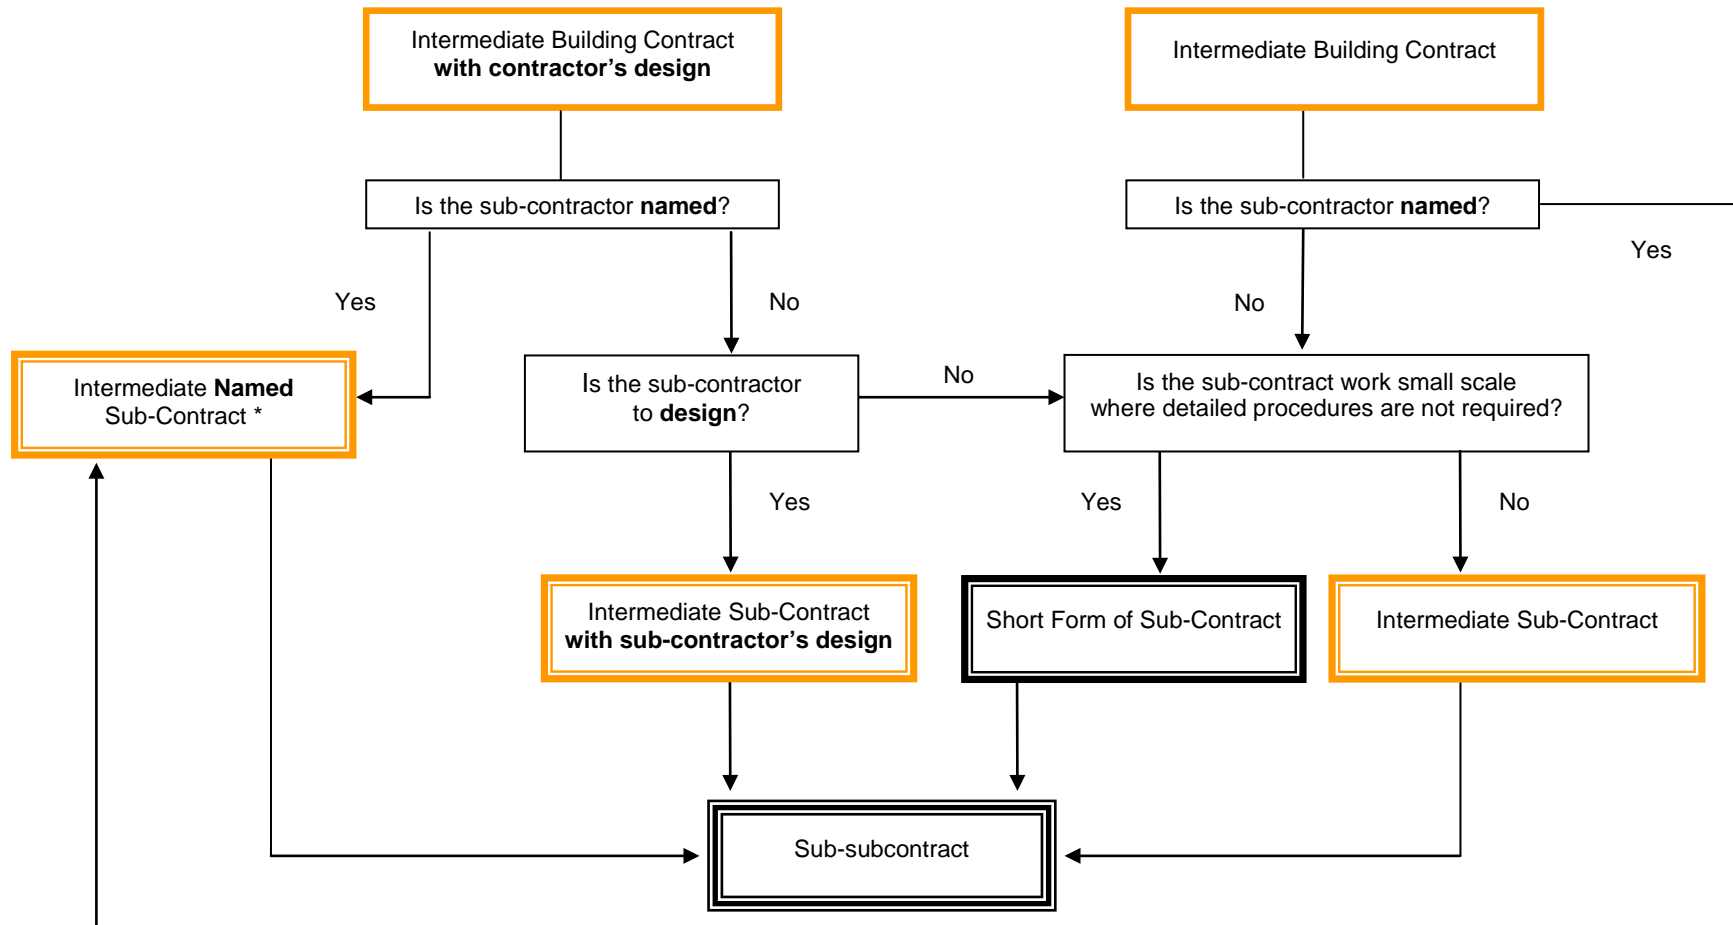 Intermediate Building Contract
with contractor’s design
Intermediate Building Contract
Is the sub-contractor named?
Is the sub-contractor named?
Yes
Yes
No
No
Intermediate Named
Sub-Contract *
Is the sub-contractor
to design?
No
Is the sub-contract work small scale
where detailed procedures are not required?
Yes
Yes
No
Intermediate Sub-Contract
with sub-contractor’s design
Short Form of Sub-Contract
Intermediate Sub-Contract
Sub-subcontract